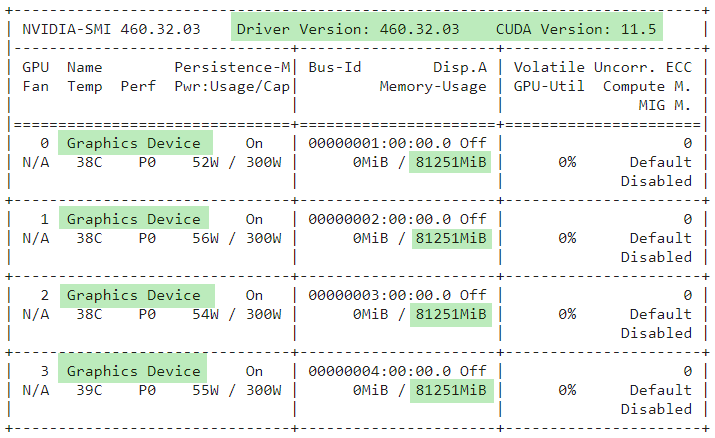 +-----------------------------------------------------------------------------+
| NVIDIA-SMI 460.32.03    Driver Version: 460.32.03    CUDA Version: 11.5     |
|-------------------------------+----------------------+----------------------+
| GPU  Name        Persistence-M| Bus-Id        Disp.A | Volatile Uncorr. ECC |
| Fan  Temp  Perf  Pwr:Usage/Cap|         Memory-Usage | GPU-Util  Compute M. |
|                               |                      |               MIG M. |
|===============================+======================+======================|
|   0  Graphics Device     On   | 00000001:00:00.0 Off |                    0 |
| N/A   38C    P0    52W / 300W |      0MiB / 81251MiB |      0%      Default |
|                               |                      |             Disabled |
+-------------------------------+----------------------+----------------------+
|   1  Graphics Device     On   | 00000002:00:00.0 Off |                    0 |
| N/A   38C    P0    56W / 300W |      0MiB / 81251MiB |      0%      Default |
|                               |                      |             Disabled |
+-------------------------------+----------------------+----------------------+
|   2  Graphics Device     On   | 00000003:00:00.0 Off |                    0 |
| N/A   38C    P0    54W / 300W |      0MiB / 81251MiB |      0%      Default |
|                               |                      |             Disabled |
+-------------------------------+----------------------+----------------------+
|   3  Graphics Device     On   | 00000004:00:00.0 Off |                    0 |
| N/A   39C    P0    55W / 300W |      0MiB / 81251MiB |      0%      Default |
|                               |                      |             Disabled |
+-------------------------------+----------------------+----------------------+